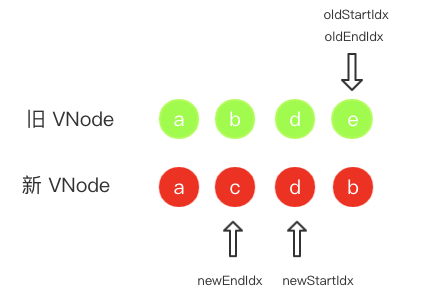 oldStartIdx
oldEndIdx
旧 VNode a b d e
新 VNode a c d b
newEndIdx newStartIdx